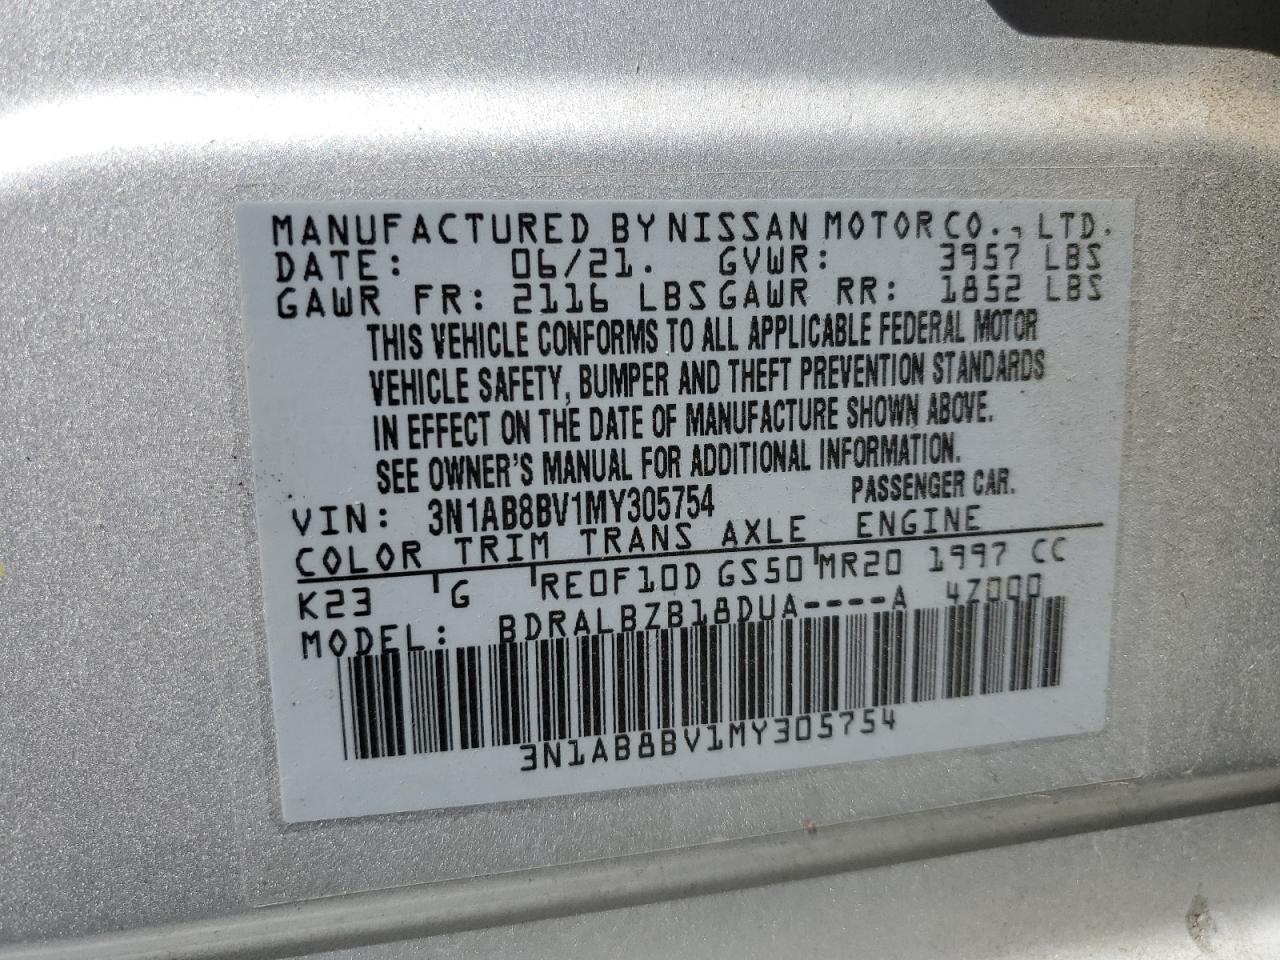 MANUFACTURED BY NISSAN MOTOR CO., LTD.
DATE: 06/21. GVWR: 3957 LBS
GAWR FR: 2116 LBS GAWR RR: 1852 LBS
THIS VEHICLE CONFORMS TO ALL APPLICABLE FEDERAL MOTOR
VEHICLE SAFETY, BUMPER AND THEFT PREVENTION STANDARDS
IN EFFECT ON THE DATE OF MANUFACTURE SHOWN ABOVE.
SEE OWNER'S MANUAL FOR ADDITIONAL INFORMATION.
VIN: 3N1AB8BV1MY305754 PASSENGER CAR.
COLOR TRIM TRANS AXLE ENGINE
K23 G RE0F10D GS50 MR20 1997 CC
MODEL: BDRALBZB18DUA----A 4Z000
3N1AB8BV1MY305754